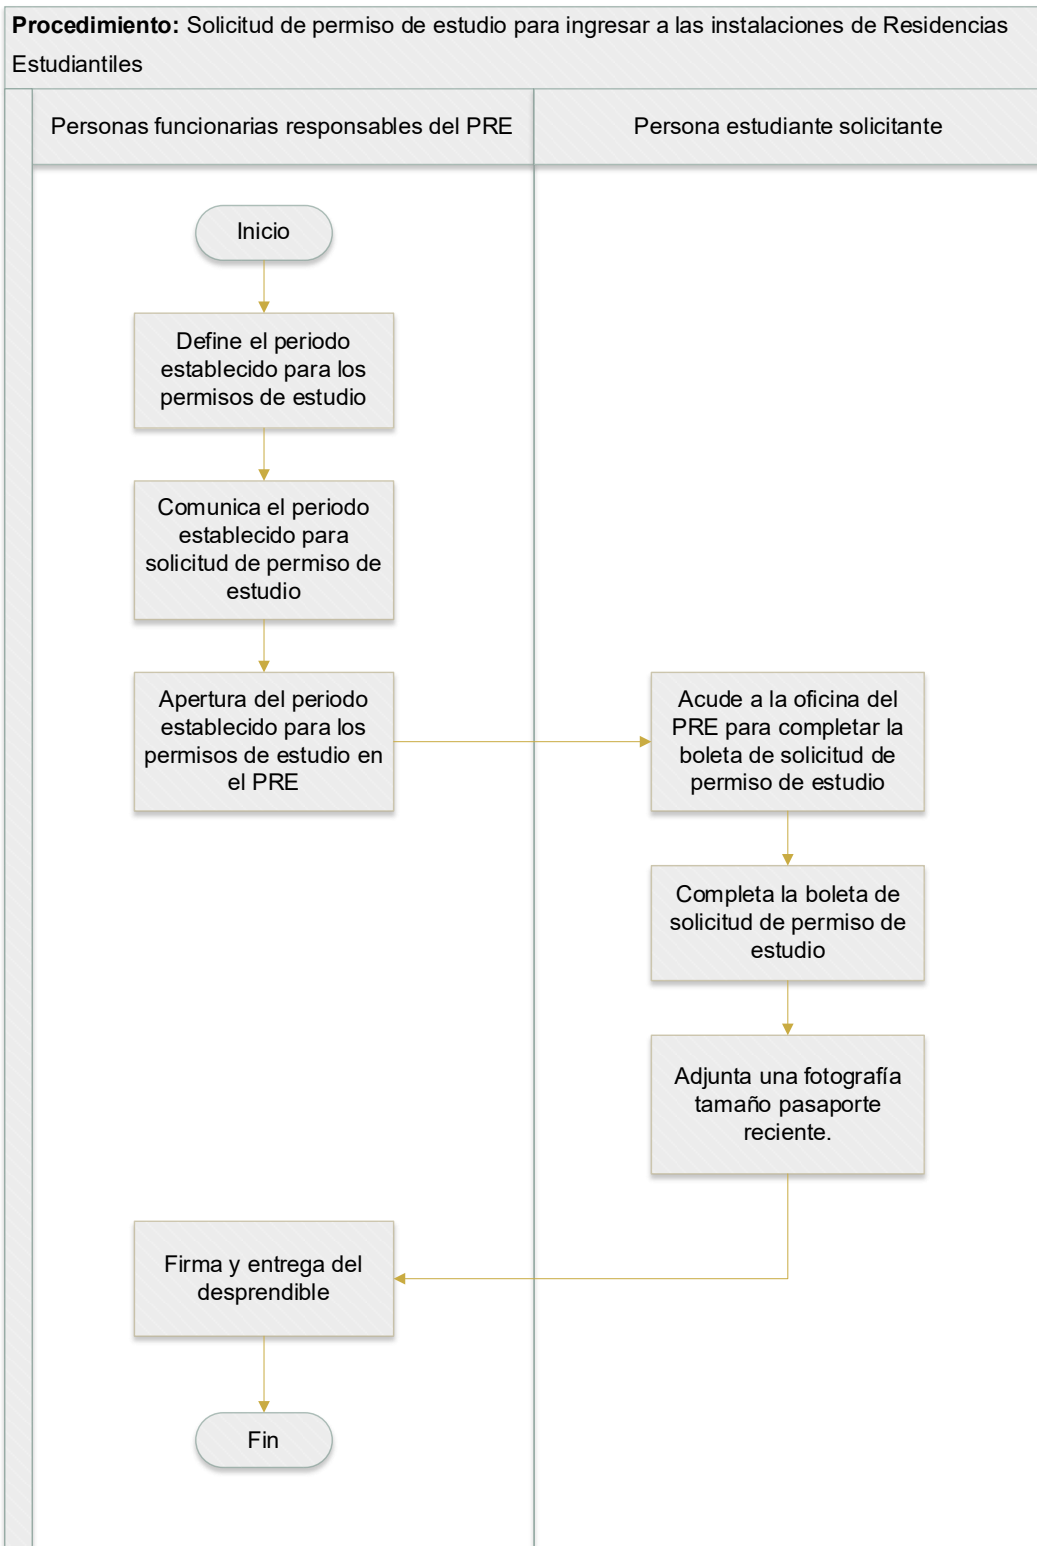 Procedimiento: Solicitud de permiso de estudio para ingresar a las instalaciones de Residencias
Estudiantiles
Personas funcionarias responsables del PRE
Persona estudiante solicitante
Inicio
Define el periodo
establecido para los
permisos de estudio
Comunica el periodo
establecido para
solicitud de permiso de
estudio
Apertura del periodo
establecido para los
permisos de estudio en
el PRE
Acude a la oficina del
PRE para completar la
boleta de solicitud de
permiso de estudio
Completa la boleta de
solicitud de permiso de
estudio
Adjunta una fotografía
tamaño pasaporte
reciente.
Firma y entrega del
desprendible
Fin